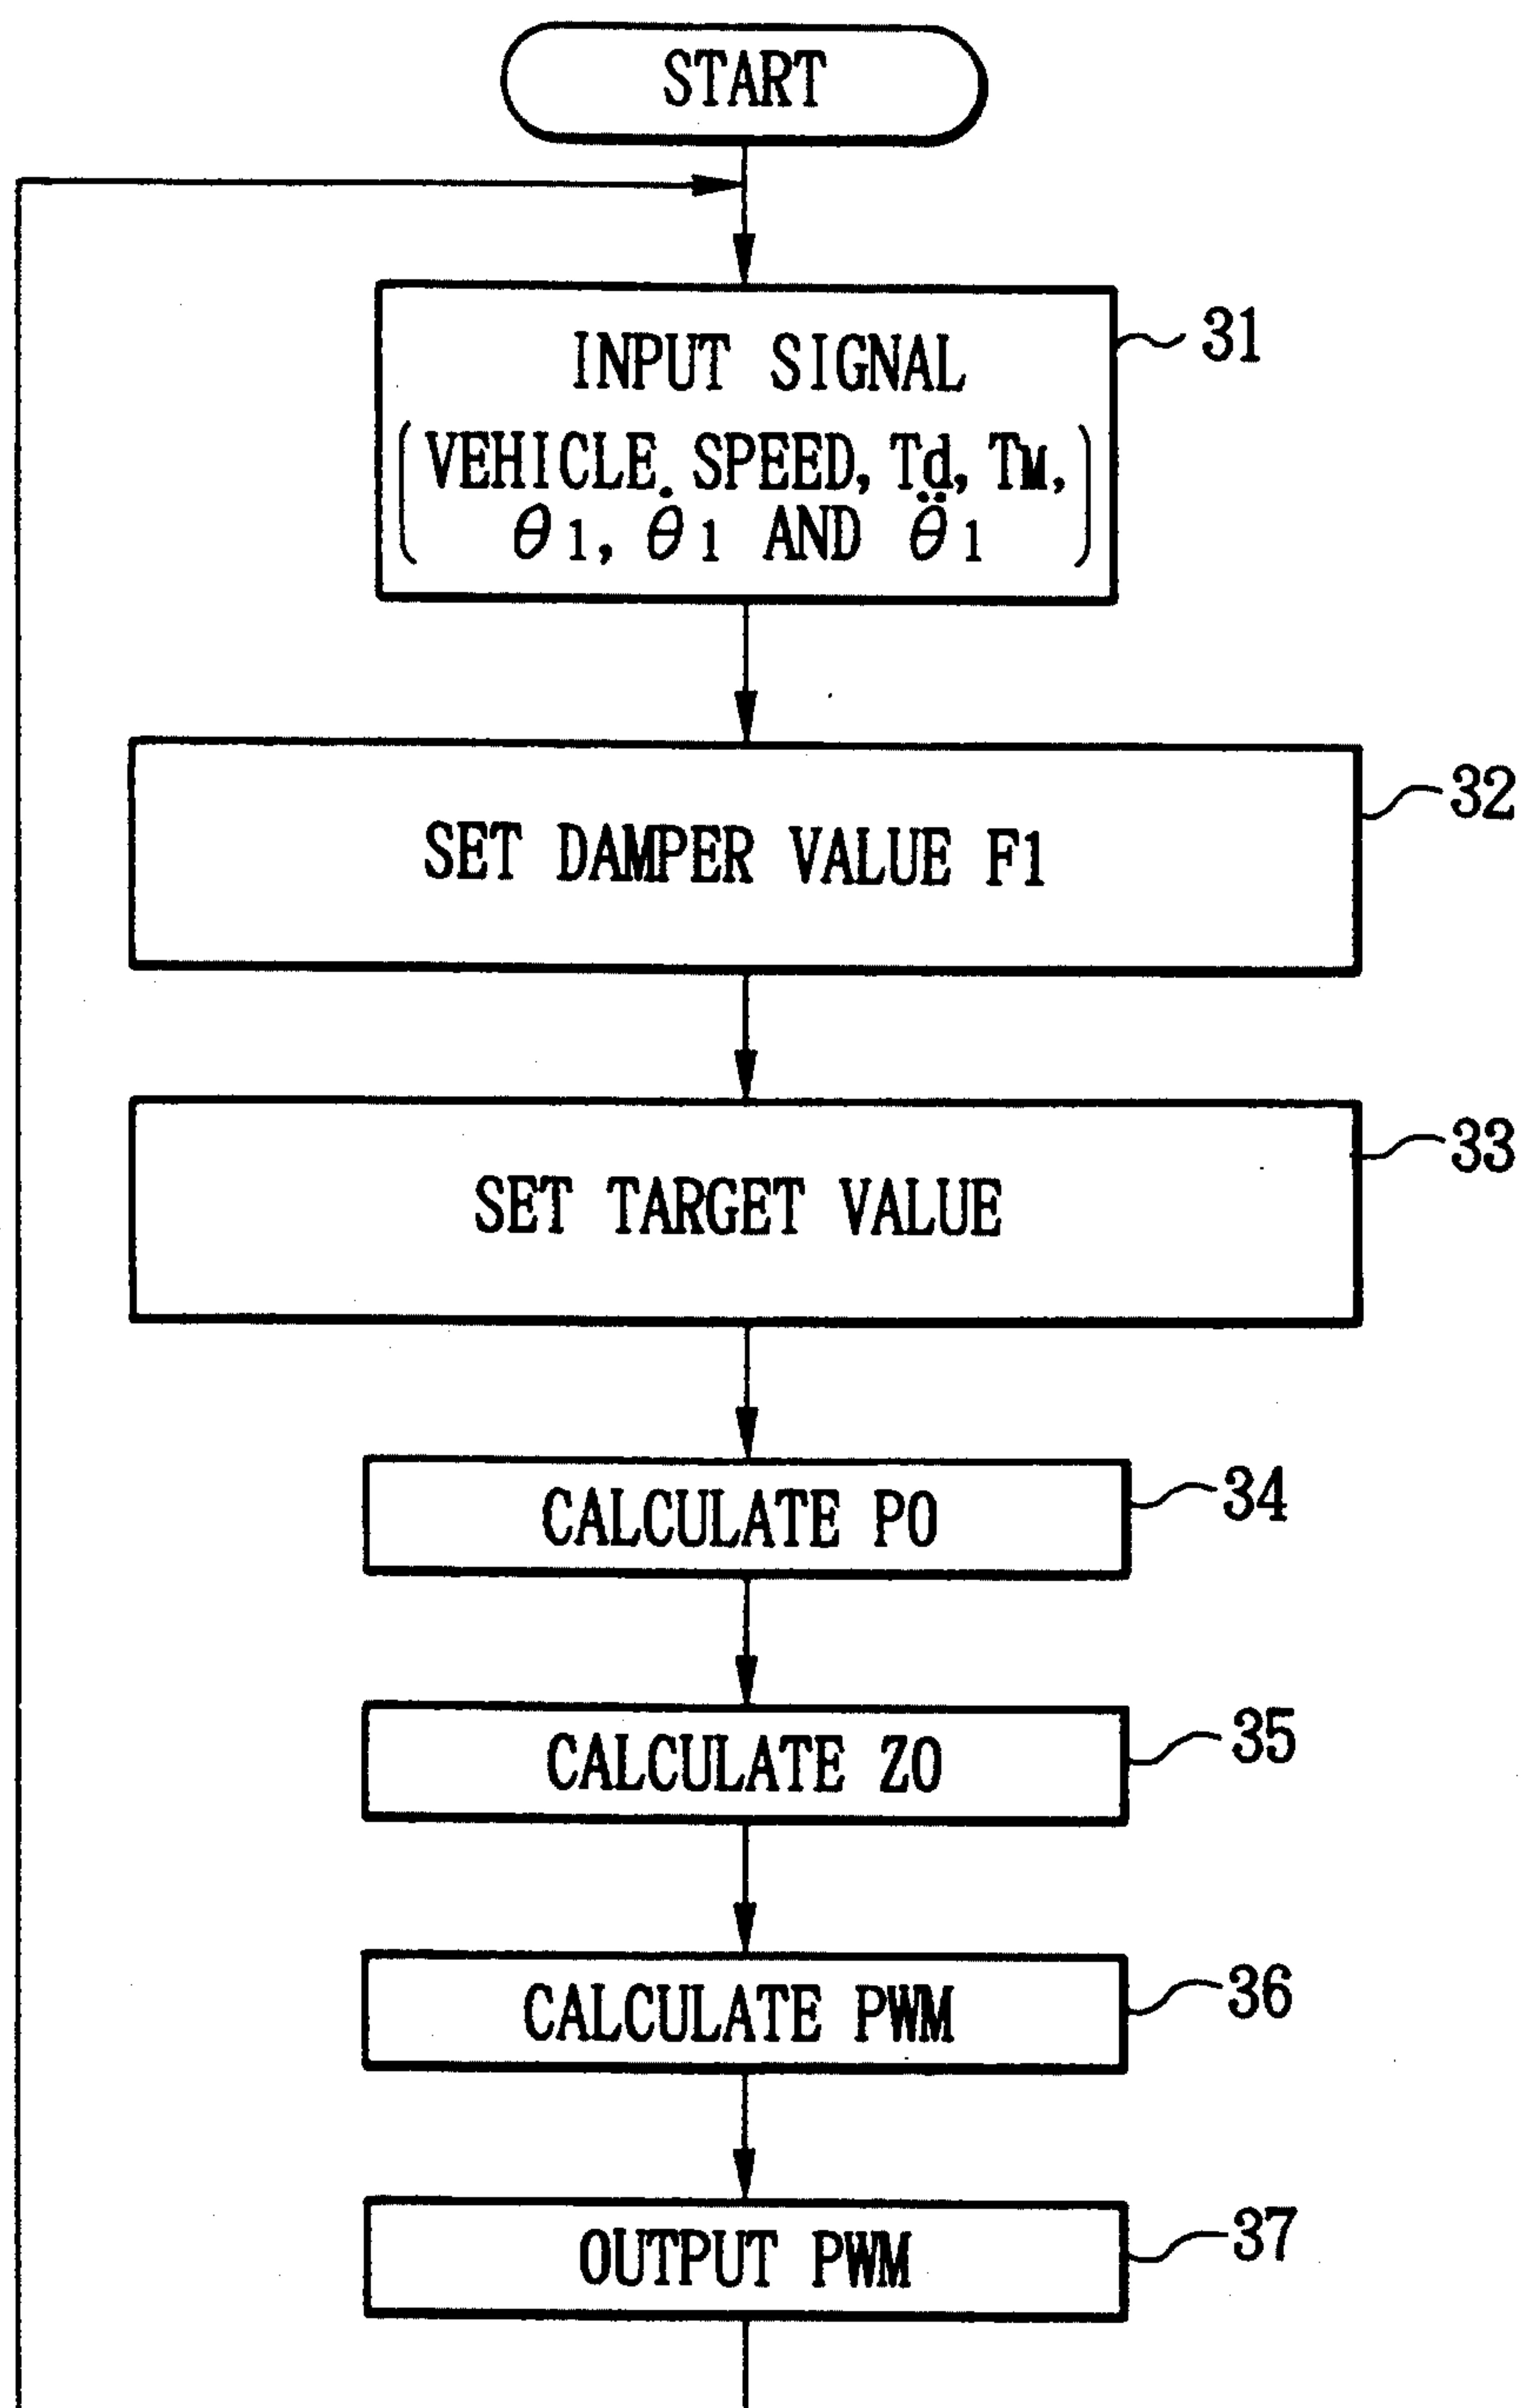 START
INPUT SIGNAL
31
(VEHICLE SPEED, Td, TM,
θ1, θ̇1 AND θ̈1)
32
SET DAMPER VALUE F1
33
SET TARGET VALUE
CALCULATE P0
34
CALCULATE Z0
35
CALCULATE PWM
36
OUTPUT PWM
37